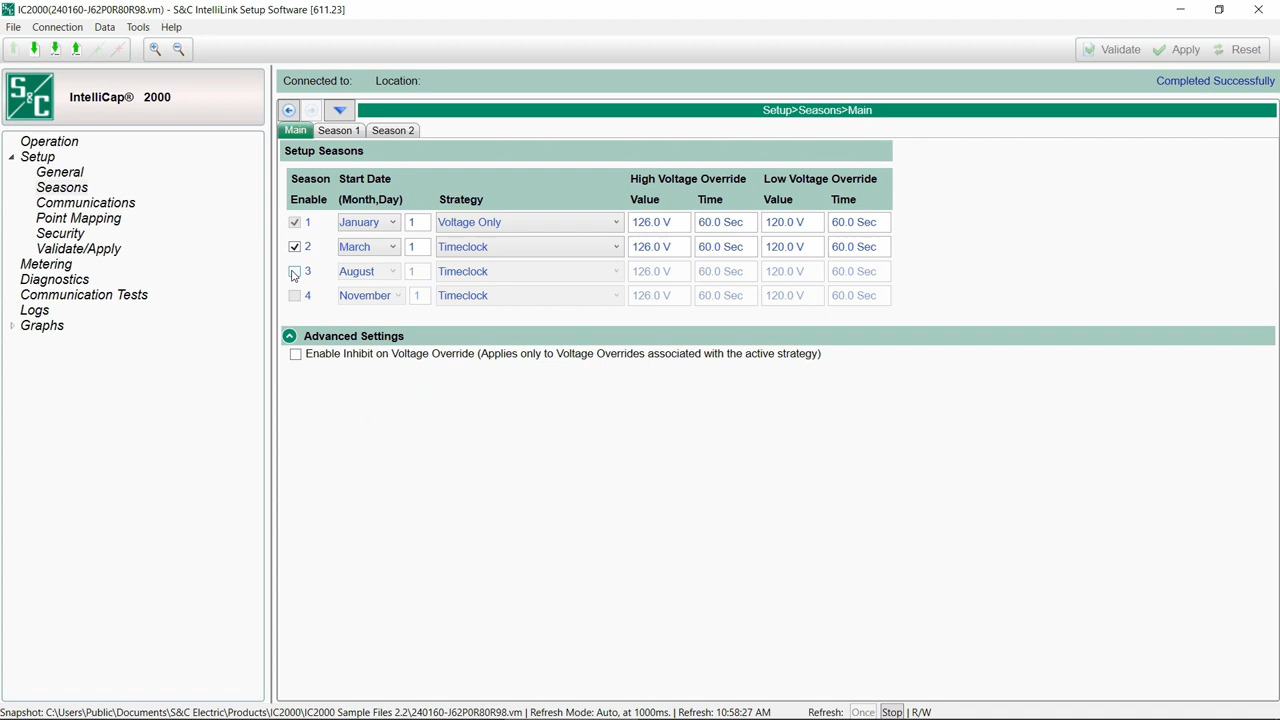 IC2000(240160-J62P0R80R98.vm) - S&C IntelliLink Setup Software [611.23]
File Connection Data Tools Help
Validate Apply Reset
S&C
IntelliCap® 2000
Connected to: Location: Completed Successfully
Setup>Seasons>Main
Main Season 1 Season 2
Operation
Setup
General
Seasons
Communications
Point Mapping
Security
Validate/Apply
Metering
Diagnostics
Communication Tests
Logs
Graphs
Setup Seasons
Season Start Date High Voltage Override Low Voltage Override
Enable (Month,Day) Strategy Value Time Value Time
1 January 1 Voltage Only 126.0 V 60.0 Sec 120.0 V 60.0 Sec
2 March 1 Timeclock 126.0 V 60.0 Sec 120.0 V 60.0 Sec
3 August 1 Timeclock 126.0 V 60.0 Sec 120.0 V 60.0 Sec
4 November 1 Timeclock 126.0 V 60.0 Sec 120.0 V 60.0 Sec
Advanced Settings
Enable Inhibit on Voltage Override (Applies only to Voltage Overrides associated with the active strategy)
Snapshot: C:\Users\Public\Documents\S&C Electric\Products\IC2000\IC2000 Sample Files 2.2\240160-J62P0R80R98.vm | Refresh Mode: Auto, at 1000ms. | Refresh: 10:58:27 AM Refresh: Once Stop | R/W